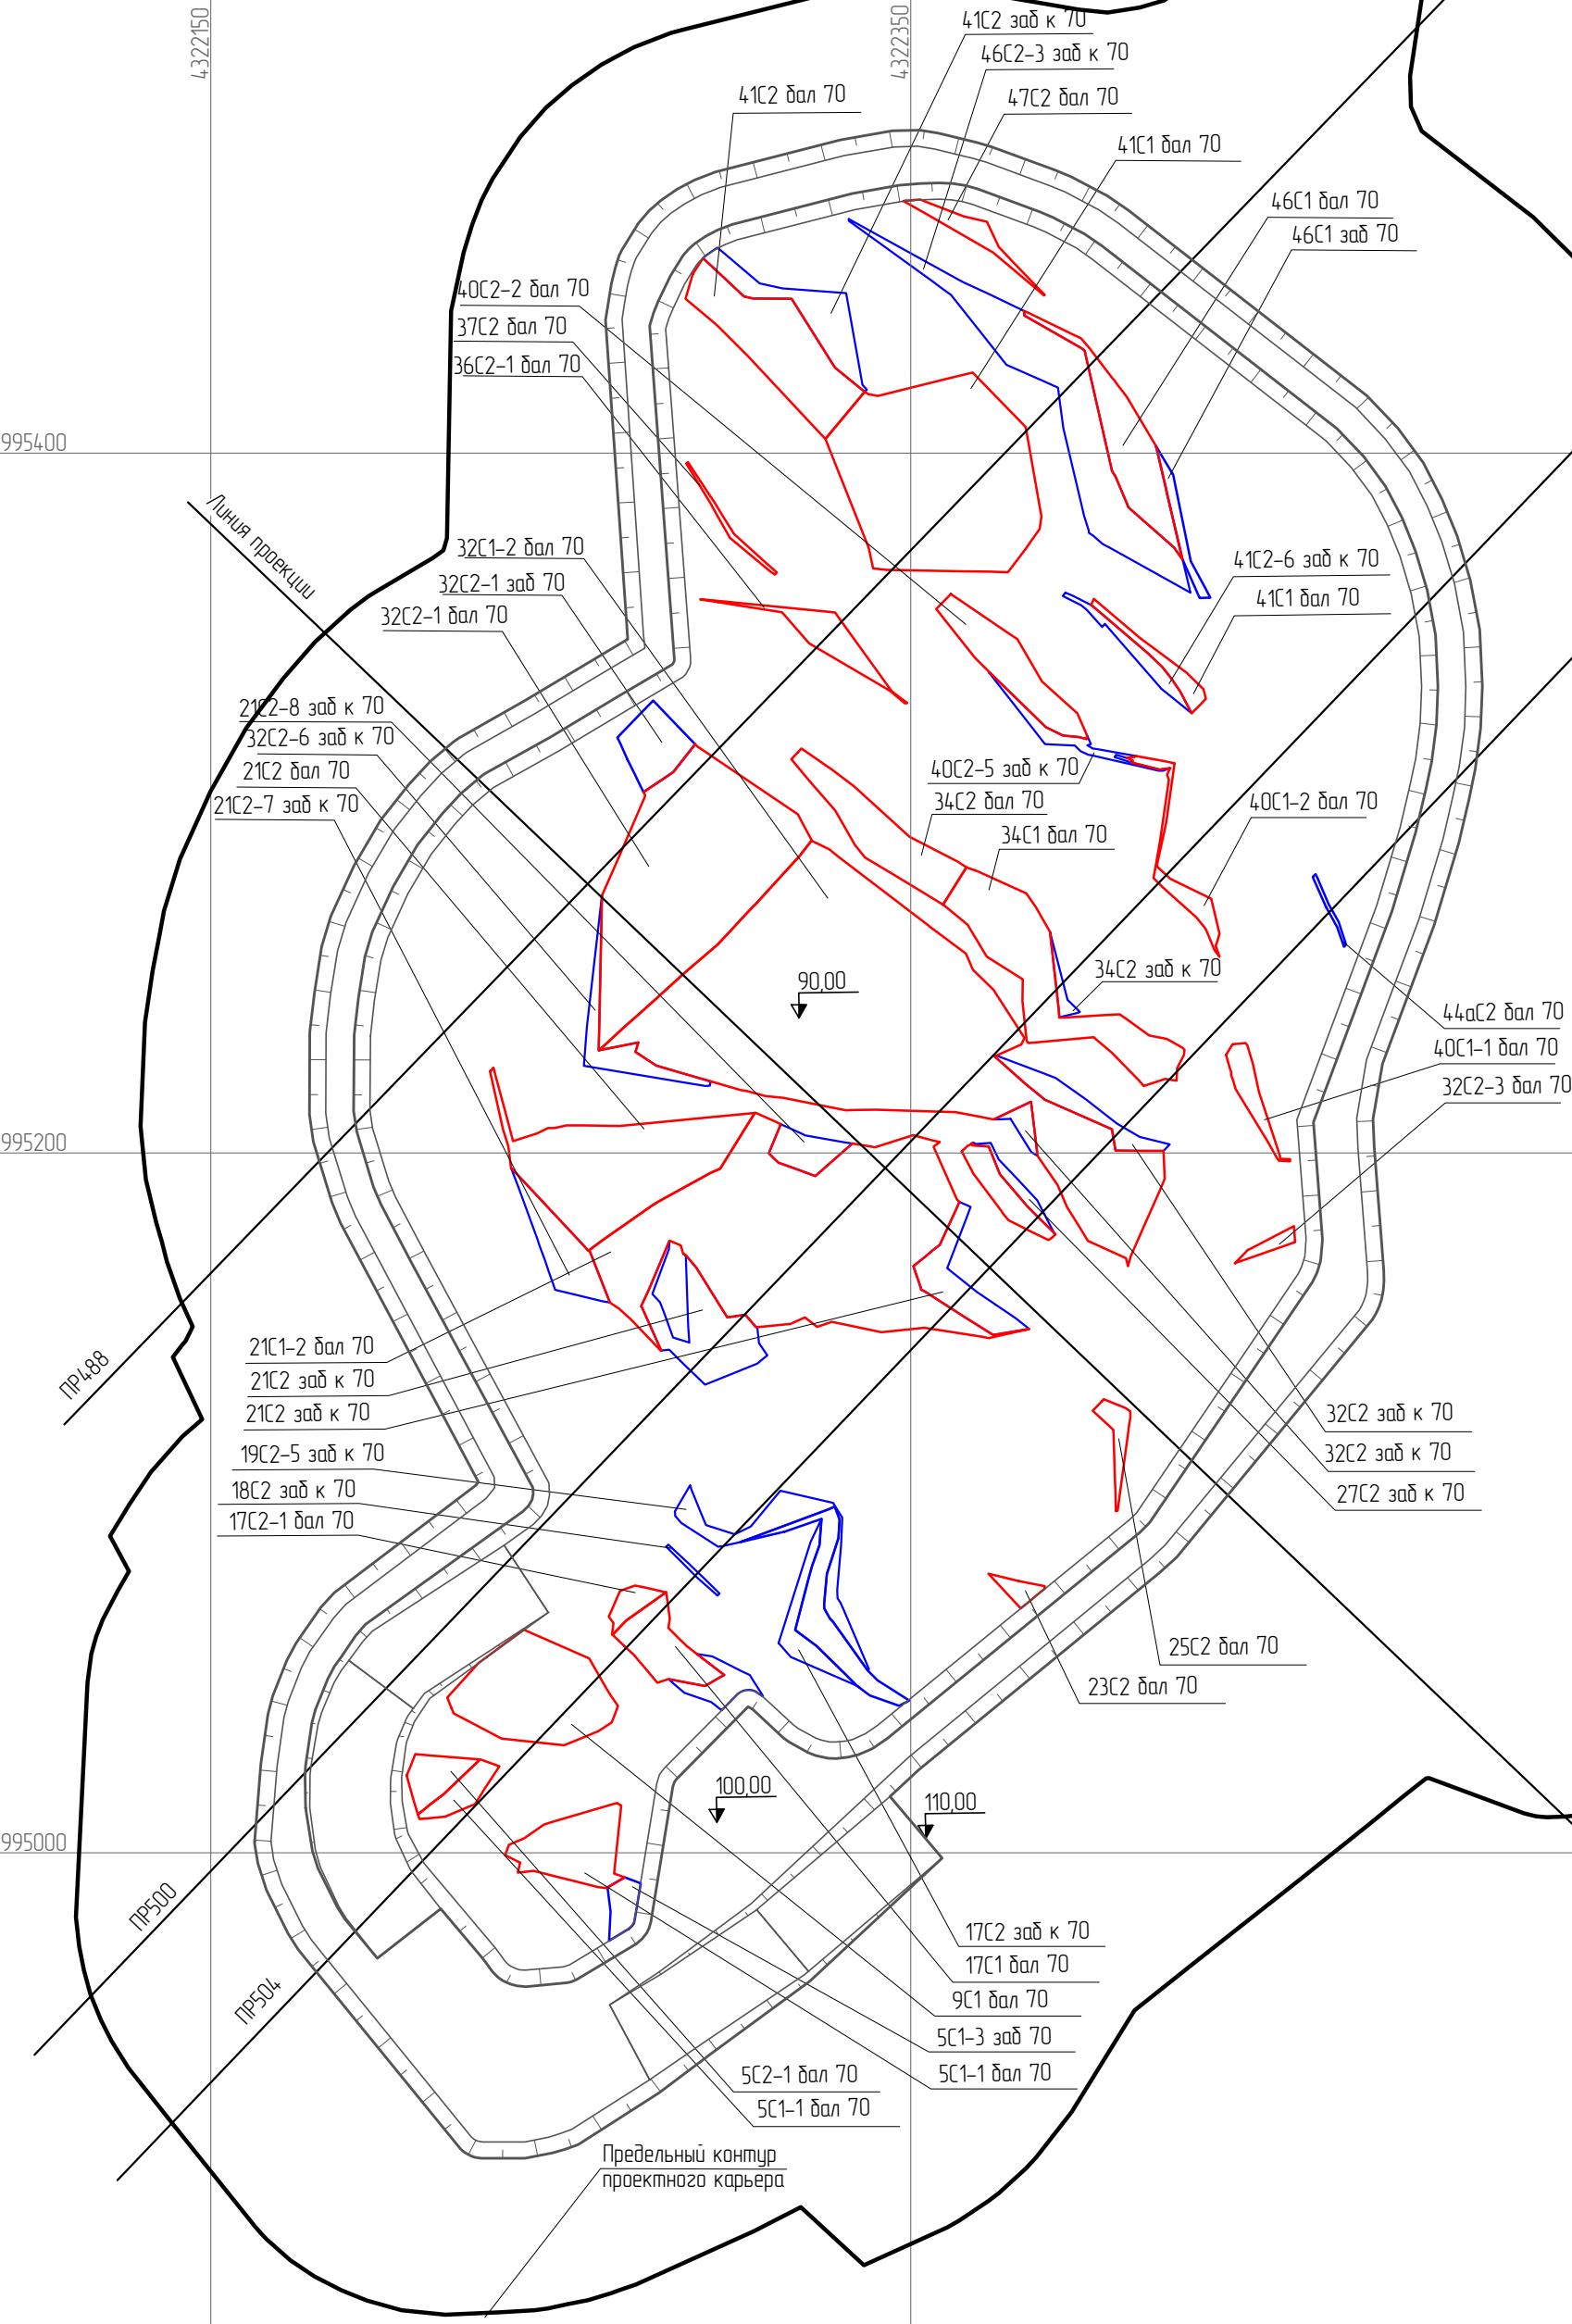 4322150
4322350
41С2 заб к 70
46С2-3 заб к 70
41С2 бал 70
47С2 бал 70
41С1 бал 70
46С1 бал 70
46С1 заб 70
40С2-2 бал 70
37С2 бал 70
36С2-1 бал 70
995400
Линия проекции
32С1-2 бал 70
32С2-1 заб 70
32С2-1 бал 70
41С2-6 заб к 70
41С1 бал 70
21С2-8 заб к 70
32С2-6 заб к 70
21С2 бал 70
21С2-7 заб к 70
40С2-5 заб к 70
34С2 бал 70
34С1 бал 70
40С1-2 бал 70
34С2 заб к 70
90,00
44аС2 бал 70
40С1-1 бал 70
32С2-3 бал 70
995200
21С1-2 бал 70
21С2 заб к 70
21С2 заб к 70
ПР488
19С2-5 заб к 70
18С2 заб к 70
17С2-1 бал 70
32С2 заб к 70
32С2 заб к 70
27С2 заб к 70
25С2 бал 70
23С2 бал 70
100,00
110,00
995000
ПР500
ПР504
17С2 заб к 70
17С1 бал 70
9С1 бал 70
5С1-3 заб 70
5С1-1 бал 70
5С2-1 бал 70
5С1-1 бал 70
Предельный контур
проектного карьера